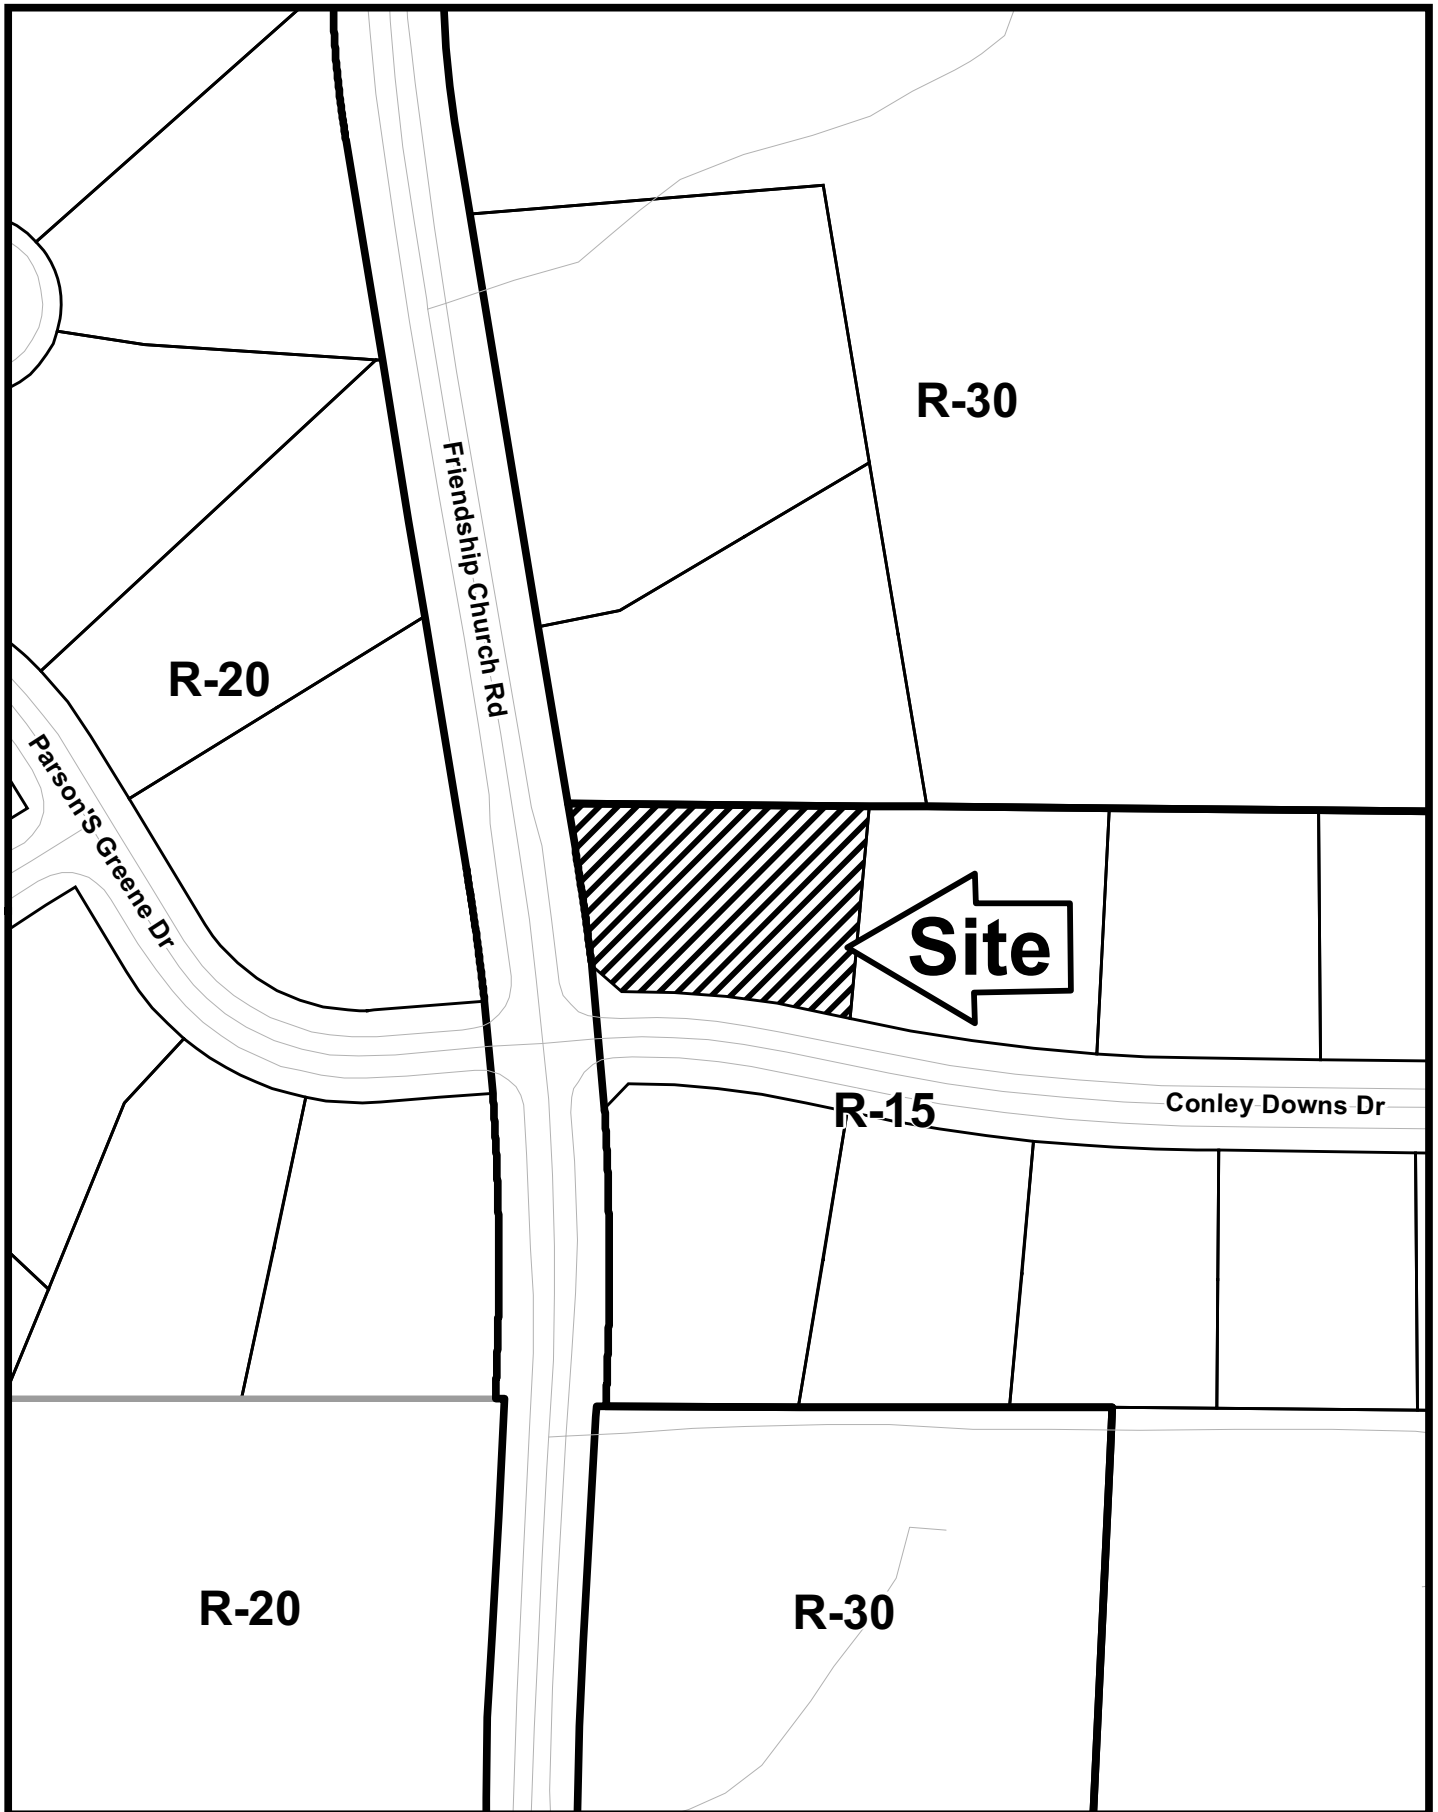 R-30
Friendship Church Rd
R-20
Parson'S Greene Dr
Site
R-15
Conley Downs Dr
R-20
R-30